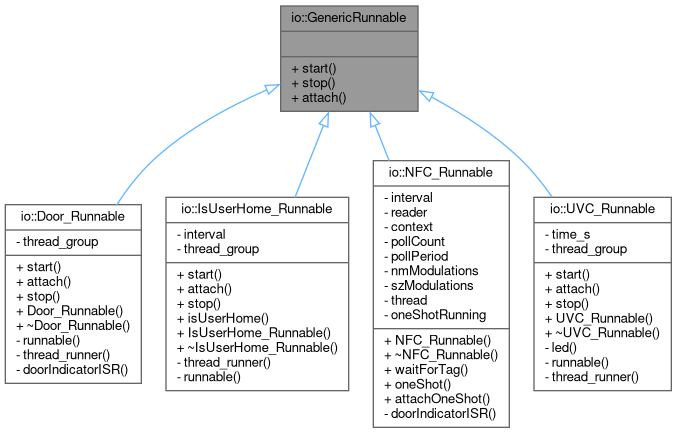 io::GenericRunnable
+ start()
+ stop()
+ attach()
io::Door_Runnable
- thread_group
+ start()
+ attach()
+ stop()
+ Door_Runnable()
+ ~Door_Runnable()
- runnable()
- thread_runner()
- doorIndicatorISR()
io::IsUserHome_Runnable
- interval
- thread_group
+ start()
+ attach()
+ stop()
+ isUserHome()
+ IsUserHome_Runnable()
+ ~IsUserHome_Runnable()
- thread_runner()
- runnable()
io::NFC_Runnable
- interval
- reader
- context
- pollCount
- pollPeriod
- nmModulations
- szModulations
- thread
- oneShotRunning
+ NFC_Runnable()
+ ~NFC_Runnable()
+ waitForTag()
+ oneShot()
+ attachOneShot()
- doorIndicatorISR()
io::UVC_Runnable
- time_s
- thread_group
+ start()
+ attach()
+ stop()
+ UVC_Runnable()
+ ~UVC_Runnable()
- led()
- runnable()
- thread_runner()